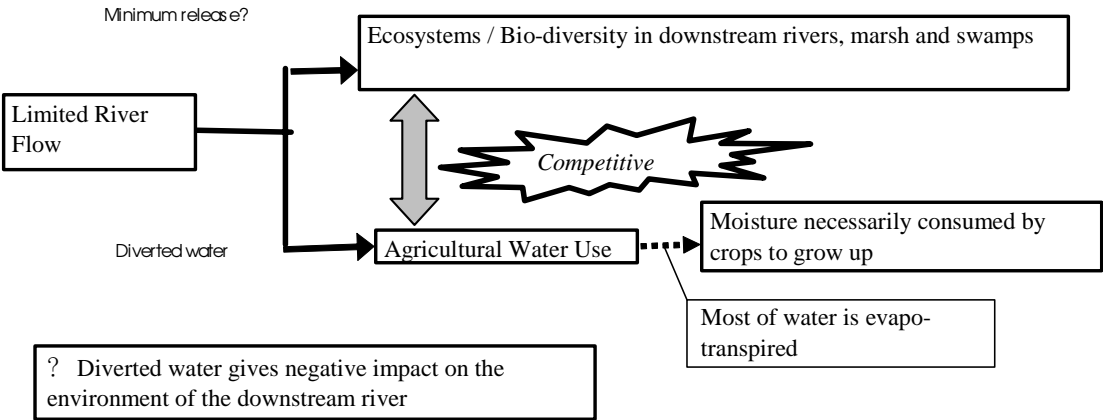 Minimum release?
Ecosystems / Bio-diversity in downstream rivers, marsh and swamps
Limited River
Flow
Competitive
Diverted water
Agricultural Water Use
Moisture necessarily consumed by
crops to grow up
Most of water is evapo-
transpired
? Diverted water gives negative impact on the
environment of the downstream river